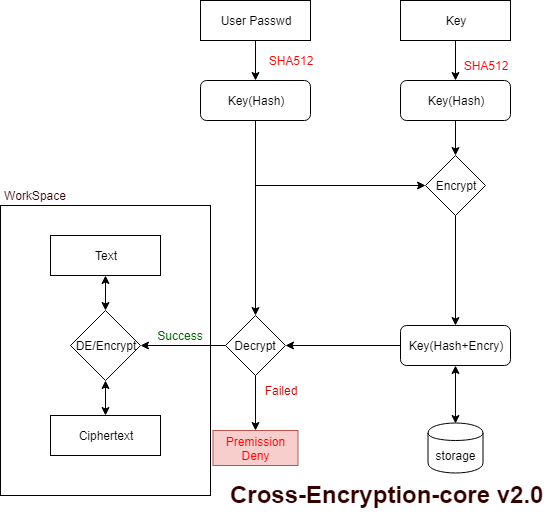 User Passwd
Key
SHA512
SHA512
Key(Hash)
Key(Hash)
Encrypt
WorkSpace
Text
Success
DE/Encrypt
Decrypt
Key(Hash+Encry)
Failed
Ciphertext
Premission
Deny
storage
Cross-Encryption-core v2.0